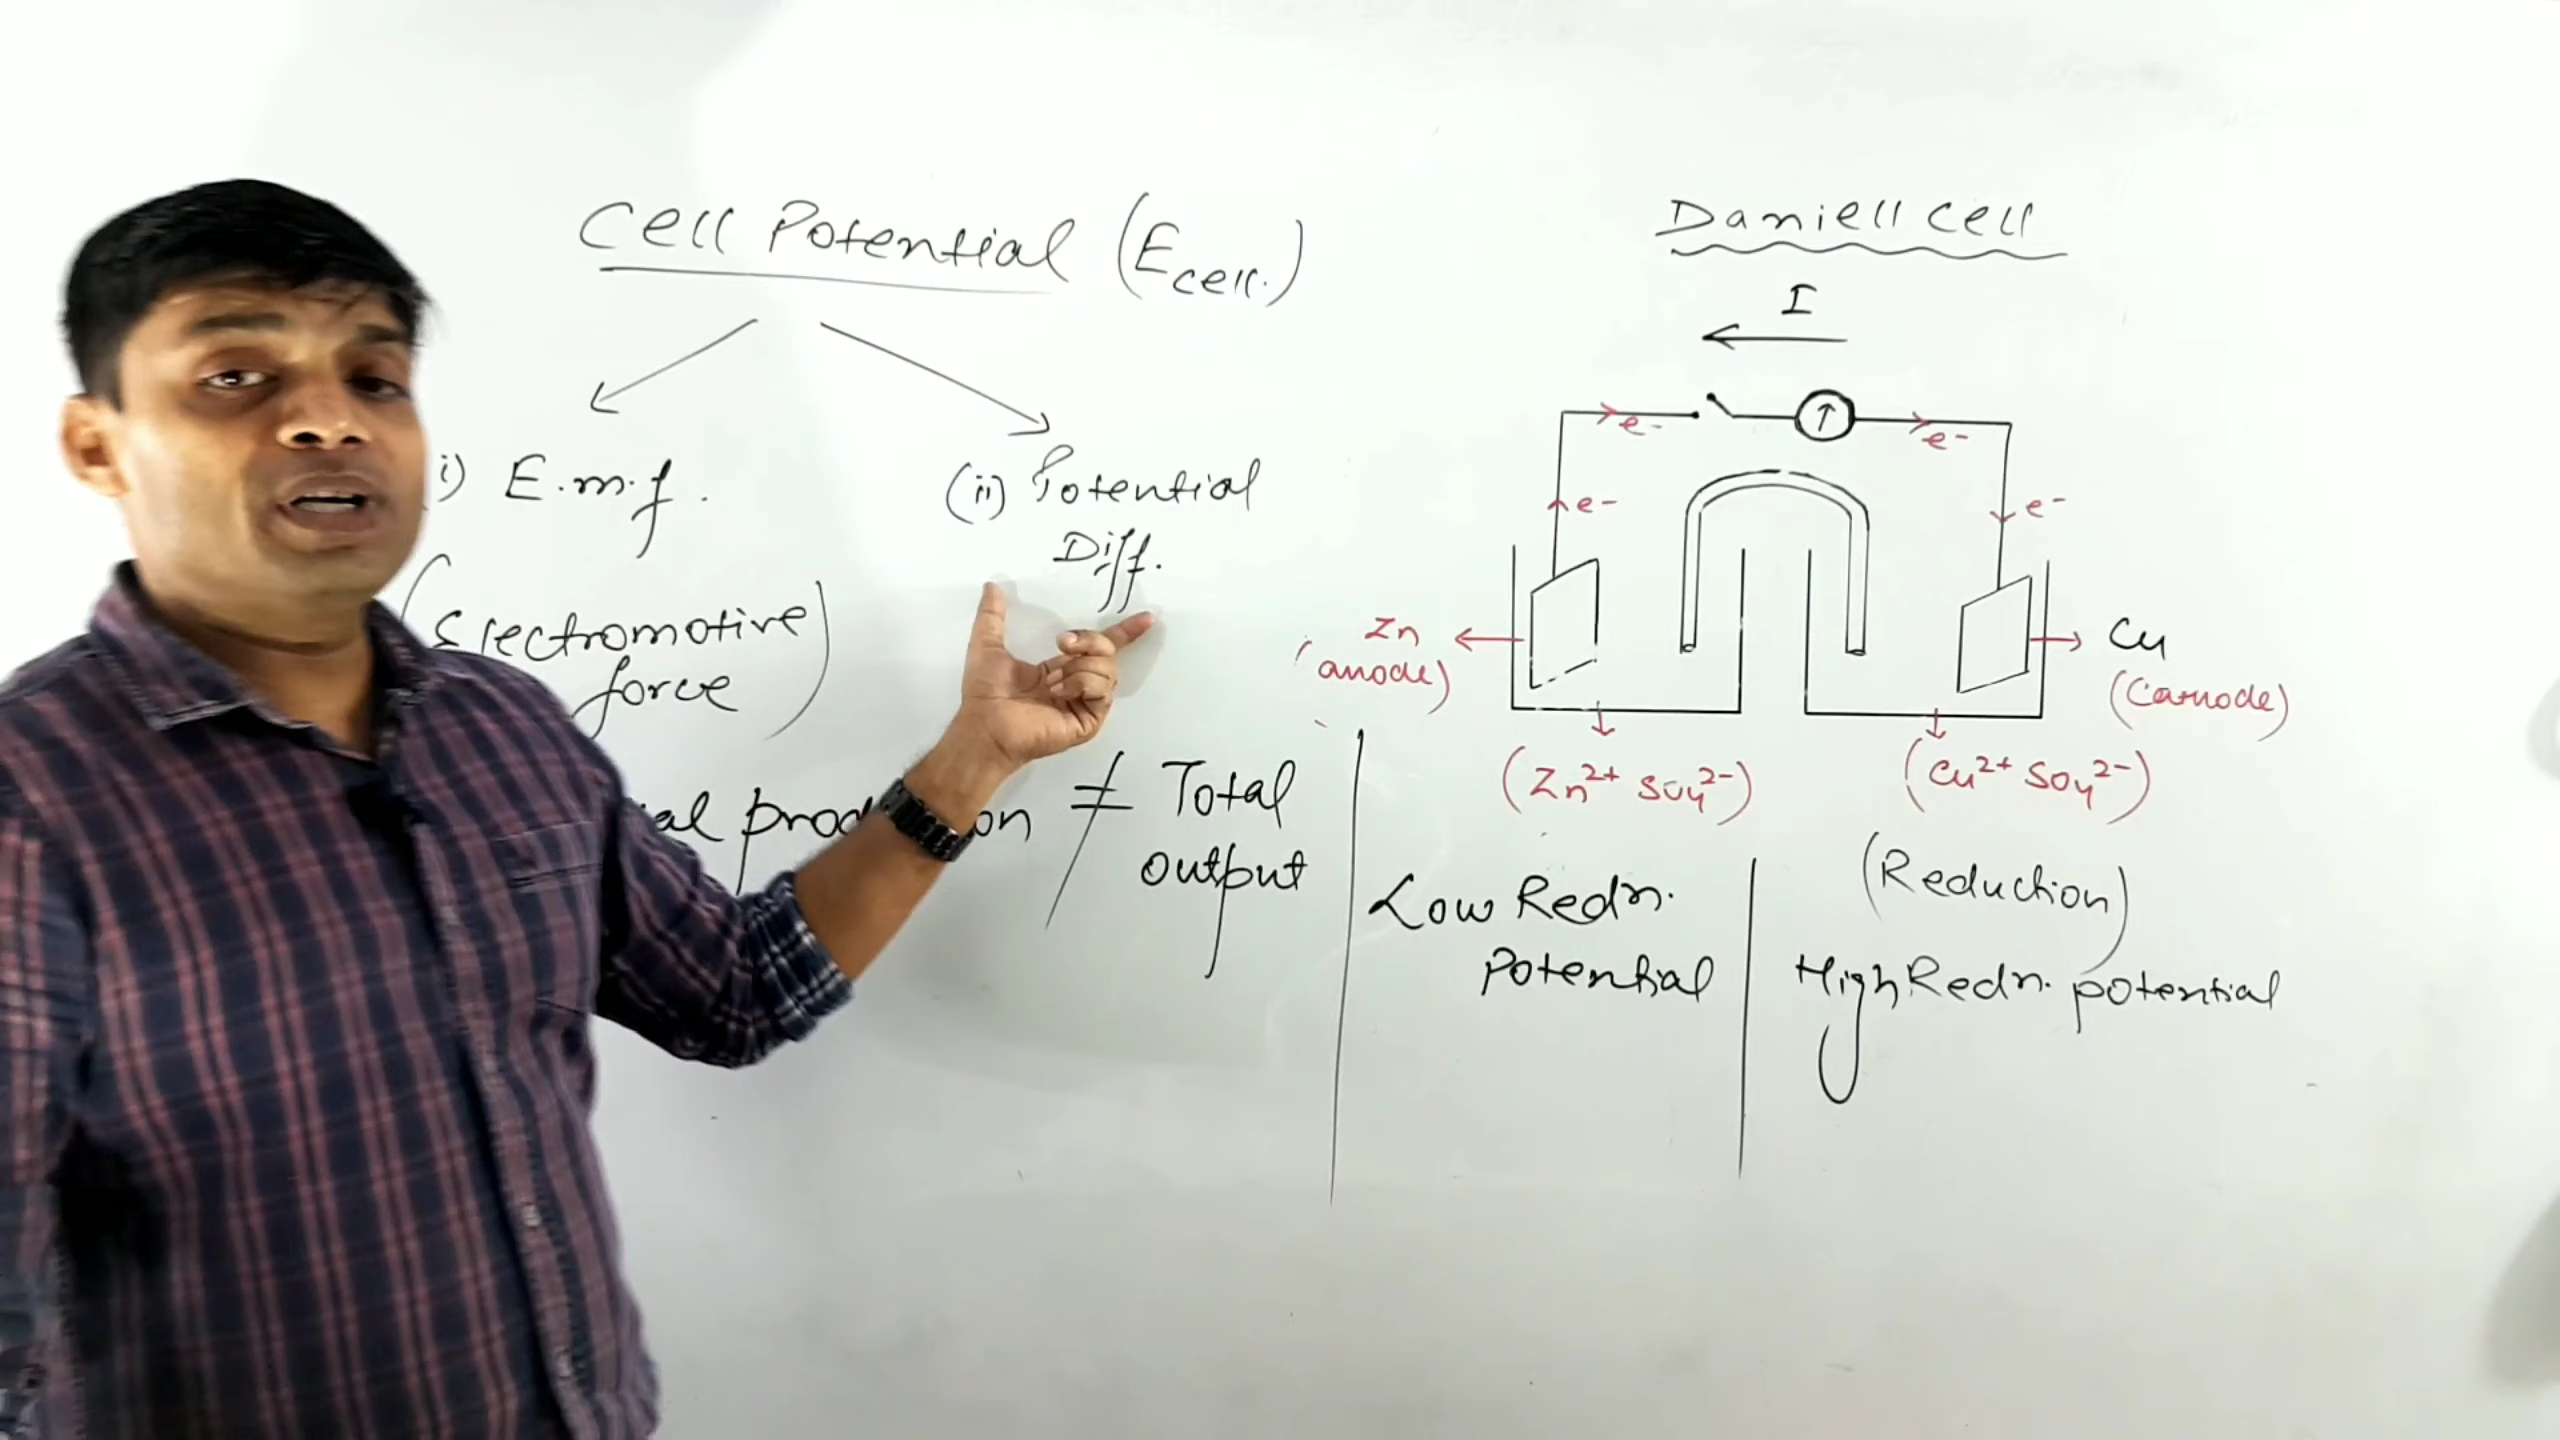 Cell Potential (Ecell.)
i) E.m.f.
(Electromotive
force)
(ii) Potential
Diff.
≠ Total
output
Daniell cell
I
e-
e-
e-
e-
Zn
(anode)
Cu
(Cathode)
(Zn2+ SO42-)
(Cu2+ SO42-)
Low Redn.
Potential
(Reduction)
High Redn. potential